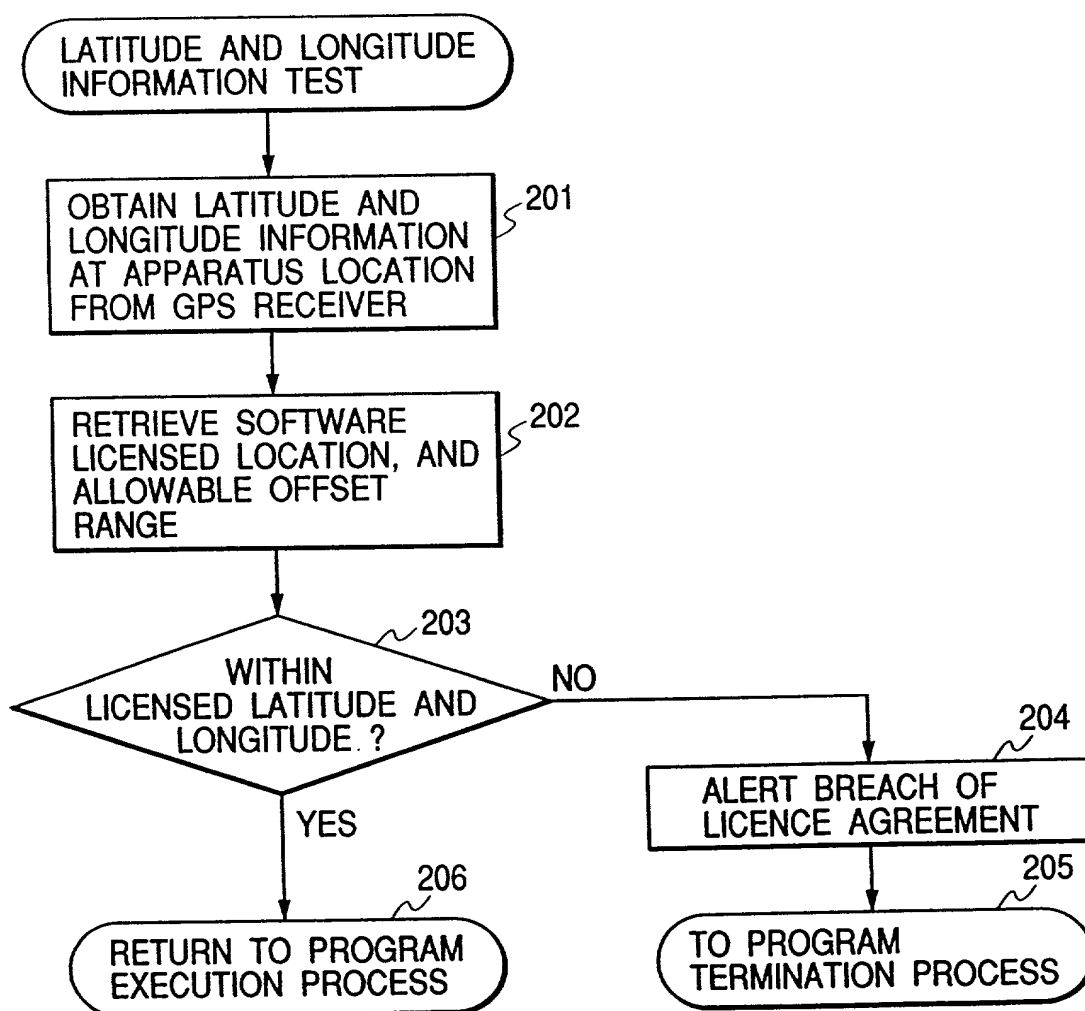 LATITUDE AND LONGITUDE
INFORMATION TEST
OBTAIN LATITUDE AND
LONGITUDE INFORMATION
AT APPARATUS LOCATION
FROM GPS RECEIVER
201
RETRIEVE SOFTWARE
LICENSED LOCATION, AND
ALLOWABLE OFFSET
RANGE
202
203
WITHIN
LICENSED LATITUDE AND
LONGITUDE.?
NO
204
ALERT BREACH OF
LICENCE AGREEMENT
YES
206
RETURN TO PROGRAM
EXECUTION PROCESS
205
TO PROGRAM
TERMINATION PROCESS